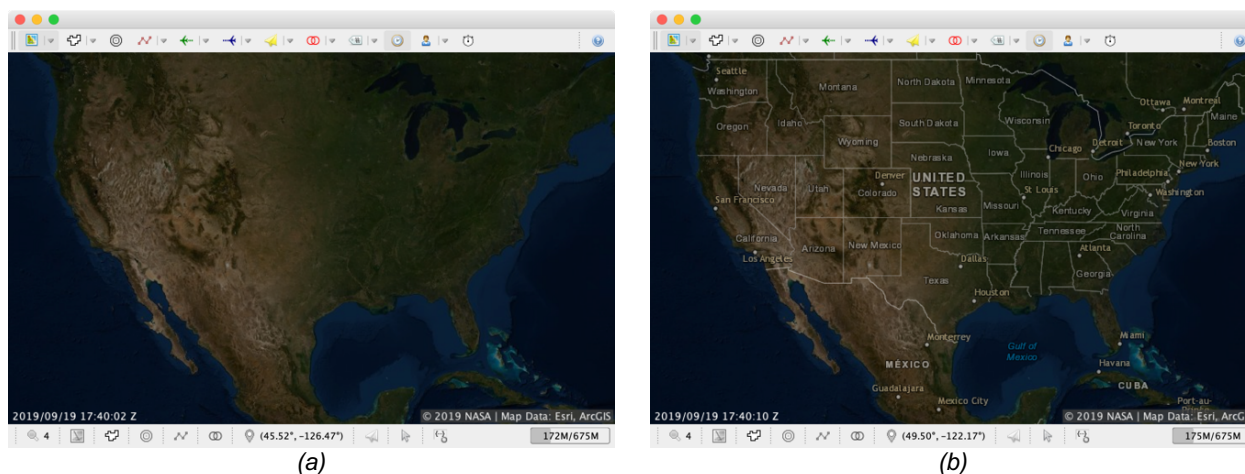 2019/09/19 17:40:02 Z
© 2019 NASA | Map Data: Esri, ArcGIS
4
(45.52°, -126.47°)
172M/675M
(a)
Seattle
Washington
Montana
North Dakota
Minnesota
Ottawa
Montreal
Maine
Oregon
Idaho
South Dakota
Wisconsin
Toronto
Wyoming
Detroit
New York
Boston
Nebraska
Iowa
Chicago
New York
Nevada
Utah
Denver
Colorado
UNITED
STATES
Illinois
Ohio
Philadelphia
St Louis
Washington
San Francisco
Kansas
Missouri
Kentucky
Virginia
California
Oklahoma
Arkansas
Tennessee
North
Carolina
Los Angeles
Arizona
New Mexico
Dallas
Atlanta
Texas
Georgia
Houston
Monterrey
Gulf of
Mexico
Miami
MÉXICO
Havana
CUBA
Guadalajara
Mexico City
Port-au-
2019/09/19 17:40:10 Z
© 2019 NASA | Map Data: Esri, ArcGIS
4
(49.50°, -122.17°)
175M/675M
(b)